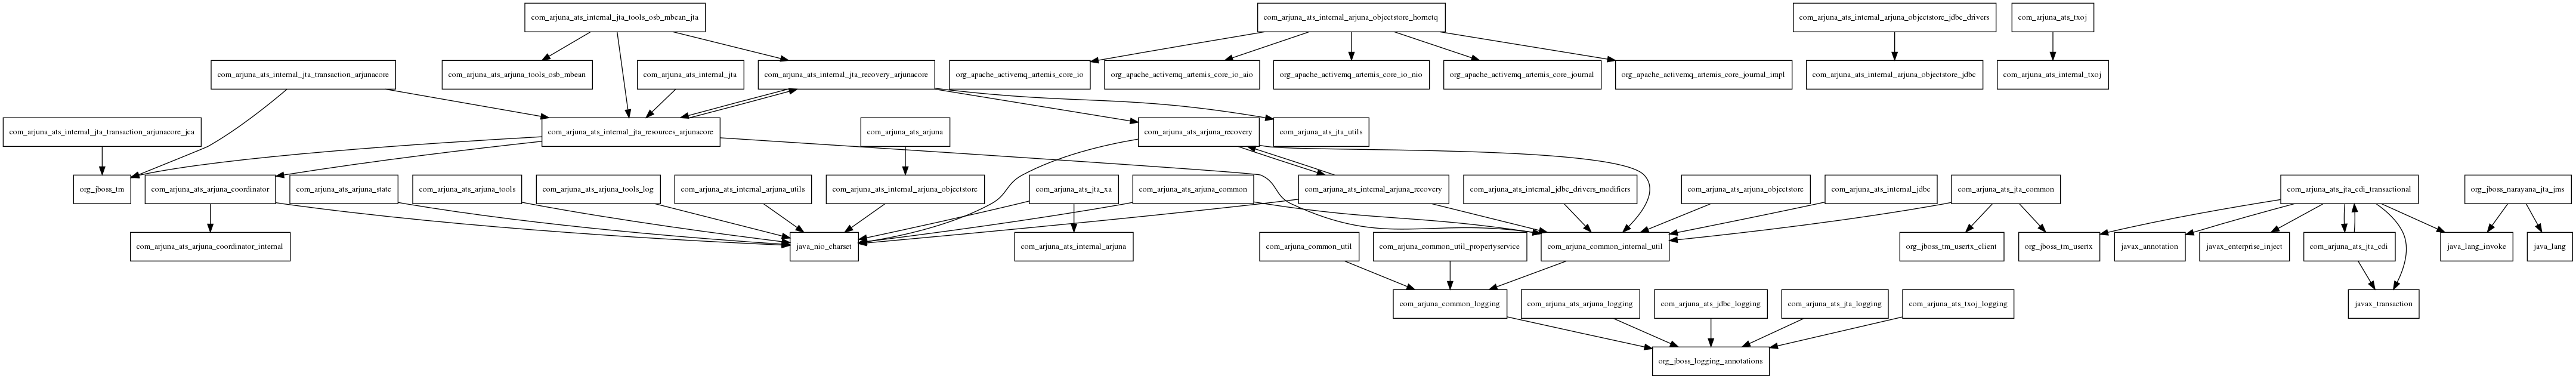 com_arjuna_ats_internal_jta_tools_osb_mbean_jta
com_arjuna_ats_internal_arjuna_objectstore_hornetq
com_arjuna_ats_internal_arjuna_objectstore_jdbc_drivers
com_arjuna_ats_txoj
com_arjuna_ats_internal_jta_transaction_arjunacore
com_arjuna_ats_arjuna_tools_osb_mbean
com_arjuna_ats_internal_jta
com_arjuna_ats_internal_jta_recovery_arjunacore
org_apache_activemq_artemis_core_io
org_apache_activemq_artemis_core_io_aio
org_apache_activemq_artemis_core_io_nio
org_apache_activemq_artemis_core_journal
org_apache_activemq_artemis_core_journal_impl
com_arjuna_ats_internal_arjuna_objectstore_jdbc
com_arjuna_ats_internal_txoj
com_arjuna_ats_internal_jta_transaction_arjunacore_jca
com_arjuna_ats_internal_jta_resources_arjunacore
com_arjuna_ats_arjuna
com_arjuna_ats_arjuna_recovery
com_arjuna_ats_jta_utils
org_jboss_tm
com_arjuna_ats_arjuna_coordinator
com_arjuna_ats_arjuna_state
com_arjuna_ats_arjuna_tools
com_arjuna_ats_arjuna_tools_log
com_arjuna_ats_internal_arjuna_utils
com_arjuna_ats_internal_arjuna_objectstore
com_arjuna_ats_jta_xa
com_arjuna_ats_arjuna_common
com_arjuna_ats_internal_arjuna_recovery
com_arjuna_ats_internal_jdbc_drivers_modifiers
com_arjuna_ats_arjuna_objectstore
com_arjuna_ats_internal_jdbc
com_arjuna_ats_jta_common
com_arjuna_ats_jta_cdi_transactional
org_jboss_narayana_jta_jms
com_arjuna_ats_arjuna_coordinator_internal
java_nio_charset
com_arjuna_ats_internal_arjuna
com_arjuna_common_util
com_arjuna_common_util_propertyservice
com_arjuna_common_internal_util
org_jboss_tm_usertx_client
org_jboss_tm_usertx
javax_annotation
javax_enterprise_inject
com_arjuna_ats_jta_cdi
java_lang_invoke
java_lang
com_arjuna_common_logging
com_arjuna_ats_arjuna_logging
com_arjuna_ats_jdbc_logging
com_arjuna_ats_jta_logging
com_arjuna_ats_txoj_logging
javax_transaction
org_jboss_logging_annotations